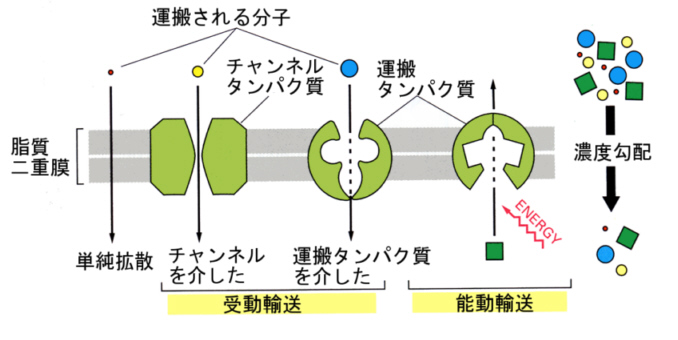 運搬される分子
チャンネル
タンパク質
運搬
タンパク質
脂質
二重膜
濃度勾配
ENERGY
単純拡散
チャンネル
を介した
運搬タンパク質
を介した
受動輸送
能動輸送